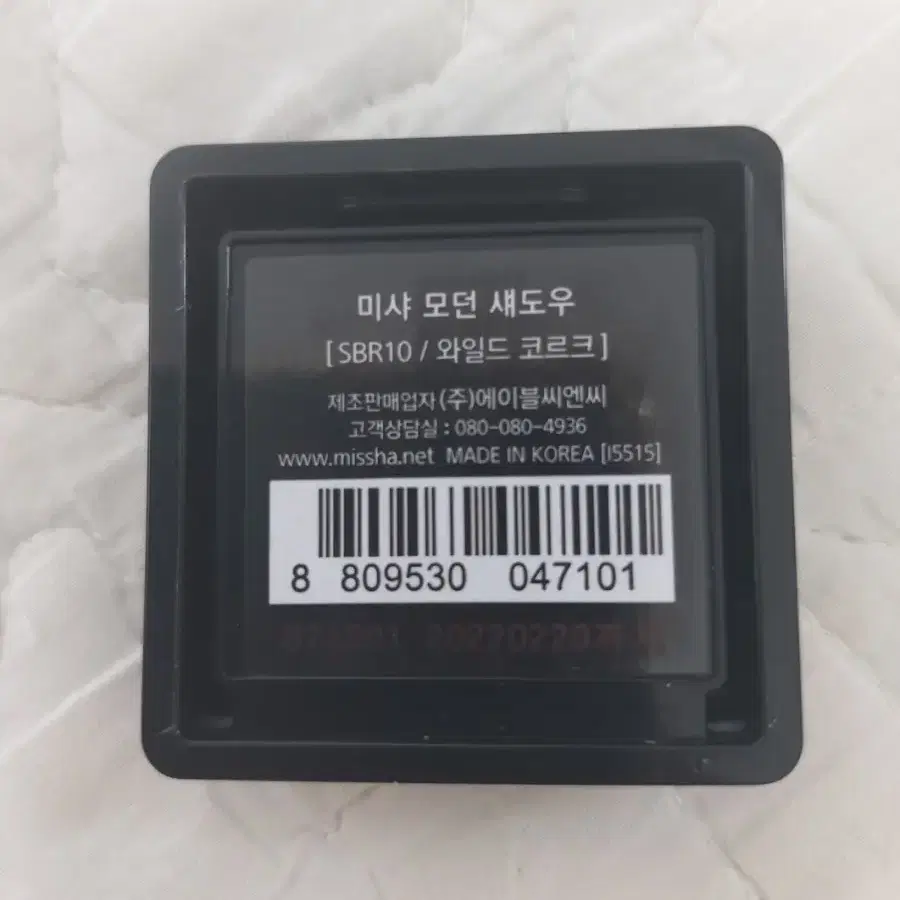 미샤 모던 섀도우
[SBR10 / 와일드 코르크]
제조판매업자 (주)에이블씨엔씨
고객상담실 : 080-080-4936
www.missha.net MADE IN KOREA [I5515]
8 809530 047101